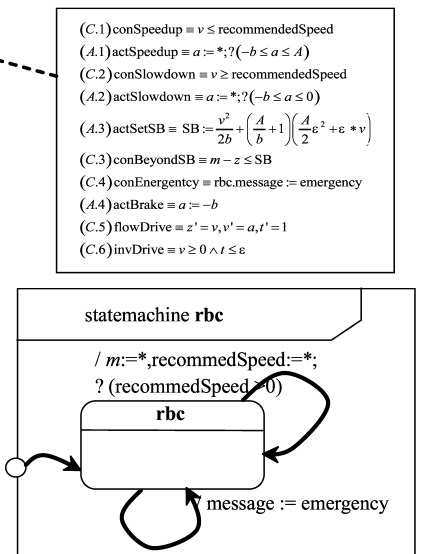 (C.1) conSpeedup ≡ v ≤ recommendedSpeed
(A.1) actSpeedup ≡ a := *;?(−b ≤ a ≤ A)
(C.2) conSlowdown ≡ v ≥ recommendedSpeed
(A.2) actSlowdown ≡ a := *;?(−b ≤ a ≤ 0)
(A.3) actSetSB ≡ SB := v²/2b + (A/b + 1)(A/2 ε² + ε * v)
(C.3) conBeyondSB ≡ m − z ≤ SB
(C.4) conEnergentcy ≡ rbc.message := emergency
(A.4) actBrake ≡ a := −b
(C.5) flowDrive ≡ z' = v, v' = a, t' = 1
(C.6) invDrive ≡ v ≥ 0 ∧ t ≤ ε
statemachine rbc
/ m:=*,recommedSpeed:=*;
? (recommedSpeed >0)
rbc
/ message := emergency